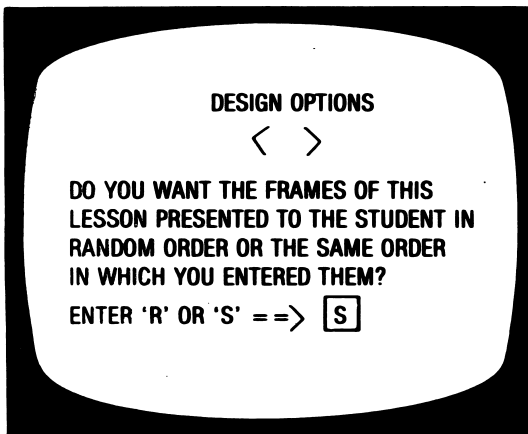 DESIGN OPTIONS
< >
DO YOU WANT THE FRAMES OF THIS
LESSON PRESENTED TO THE STUDENT IN
RANDOM ORDER OR THE SAME ORDER
IN WHICH YOU ENTERED THEM?
ENTER 'R' OR 'S' ==> S